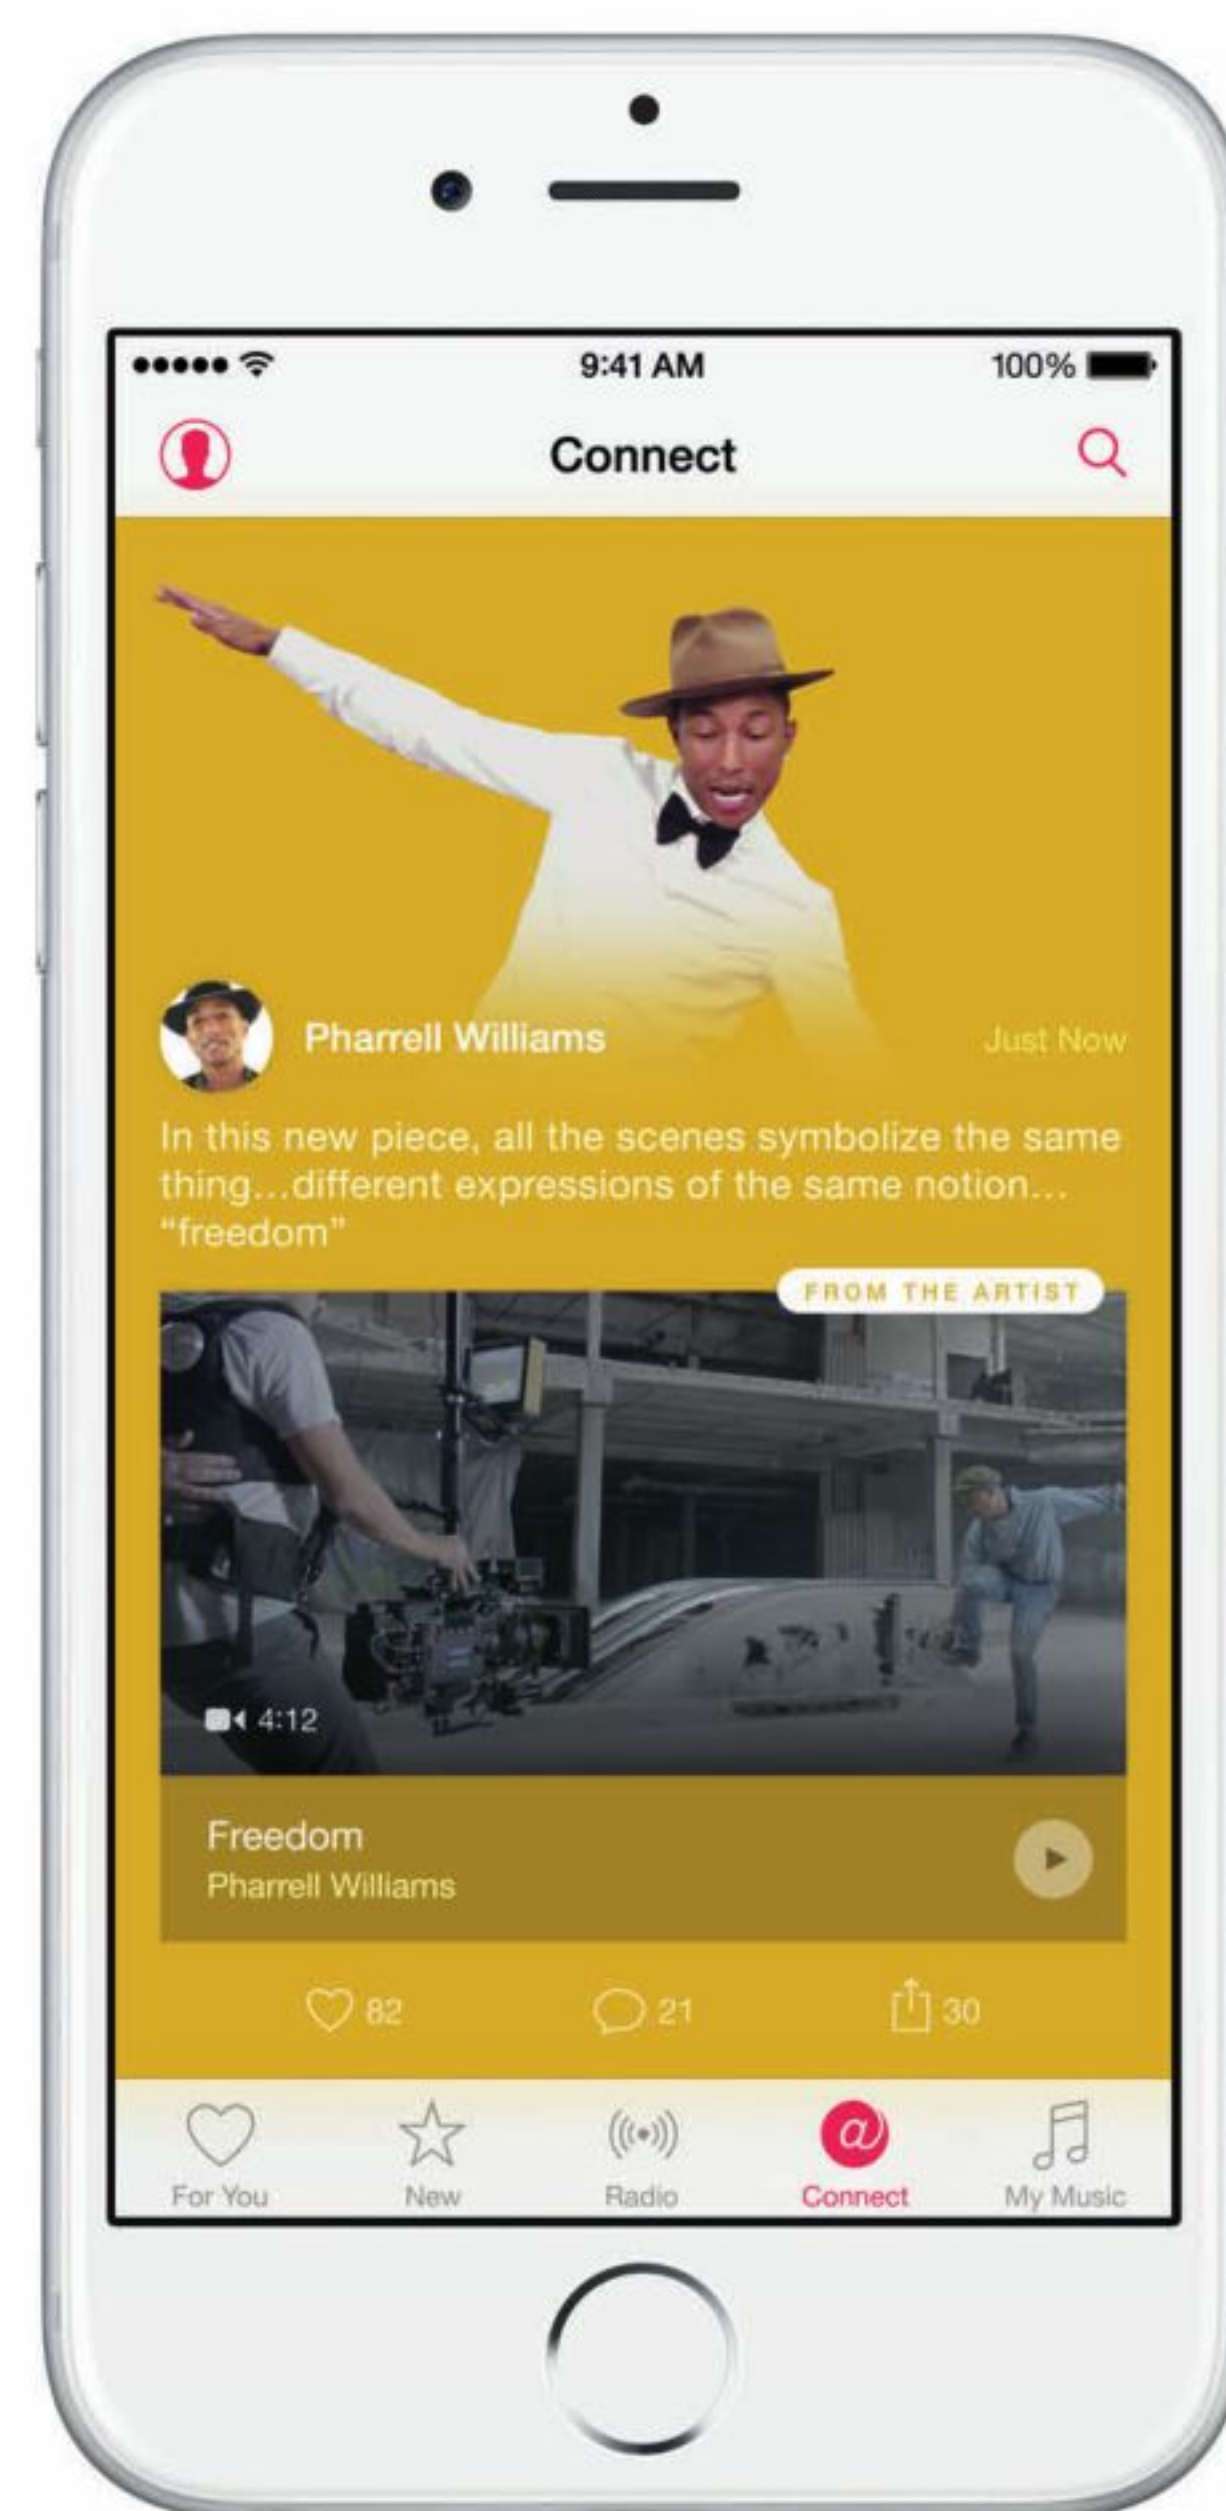 9:41 AM 100%
Connect
Pharrell Williams Just Now
In this new piece, all the scenes symbolize the same
thing...different expressions of the same notion...
“freedom”
FROM THE ARTIST
4:12
Freedom
Pharrell Williams
82 21 30
@
For You New Radio Connect My Music